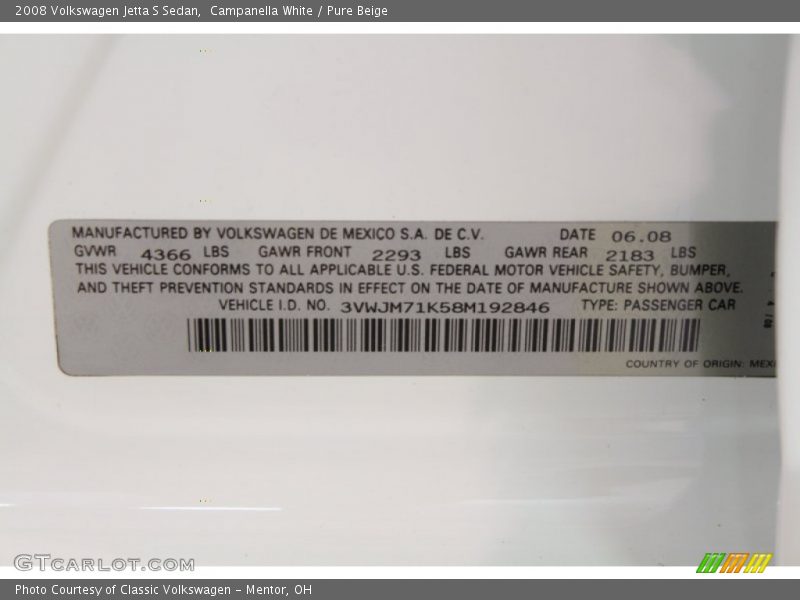 2008 Volkswagen Jetta S Sedan,  Campanella White / Pure Beige
MANUFACTURED BY VOLKSWAGEN DE MEXICO S.A. DE C.V. DATE 06.08
GVWR 4366 LBS GAWR FRONT 2293 LBS GAWR REAR 2183 LBS
THIS VEHICLE CONFORMS TO ALL APPLICABLE U.S. FEDERAL MOTOR VEHICLE SAFETY, BUMPER,
AND THEFT PREVENTION STANDARDS IN EFFECT ON THE DATE OF MANUFACTURE SHOWN ABOVE.
VEHICLE I.D. NO. 3VWJM71K58M192846 TYPE: PASSENGER CAR
COUNTRY OF ORIGIN: MEXI
GTCARLOT.COM
Photo Courtesy of Classic Volkswagen - Mentor, OH